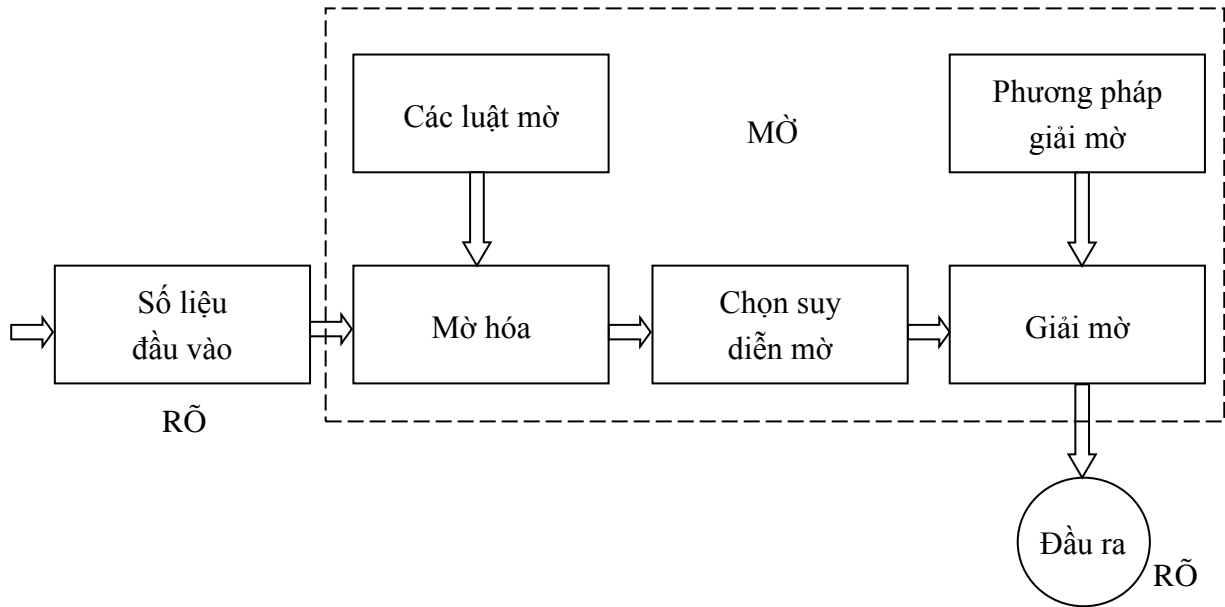 Các luật mờ
MỜ
Phương pháp
giải mờ
Số liệu
đầu vào
RÕ
Mờ hóa
Chọn suy
diễn mờ
Giải mờ
Đầu ra
RÕ